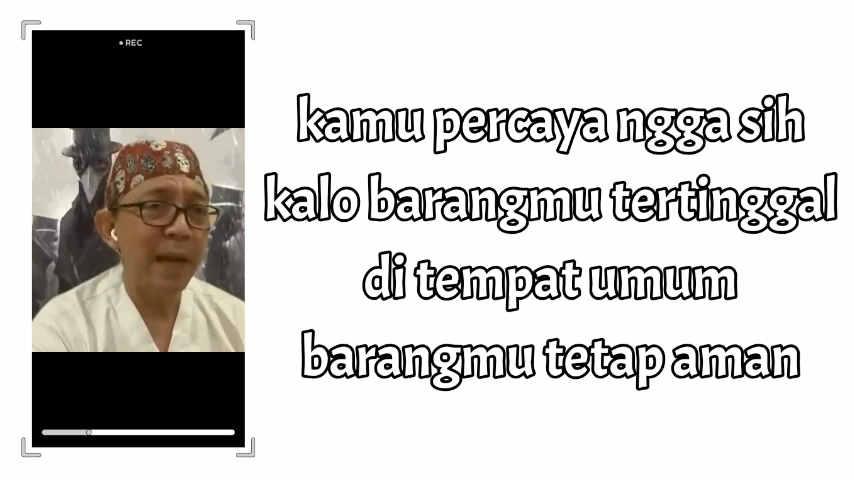 REC
kamu percaya ngga sih
kalo barangmu tertinggal
di tempat umum
barangmu tetap aman